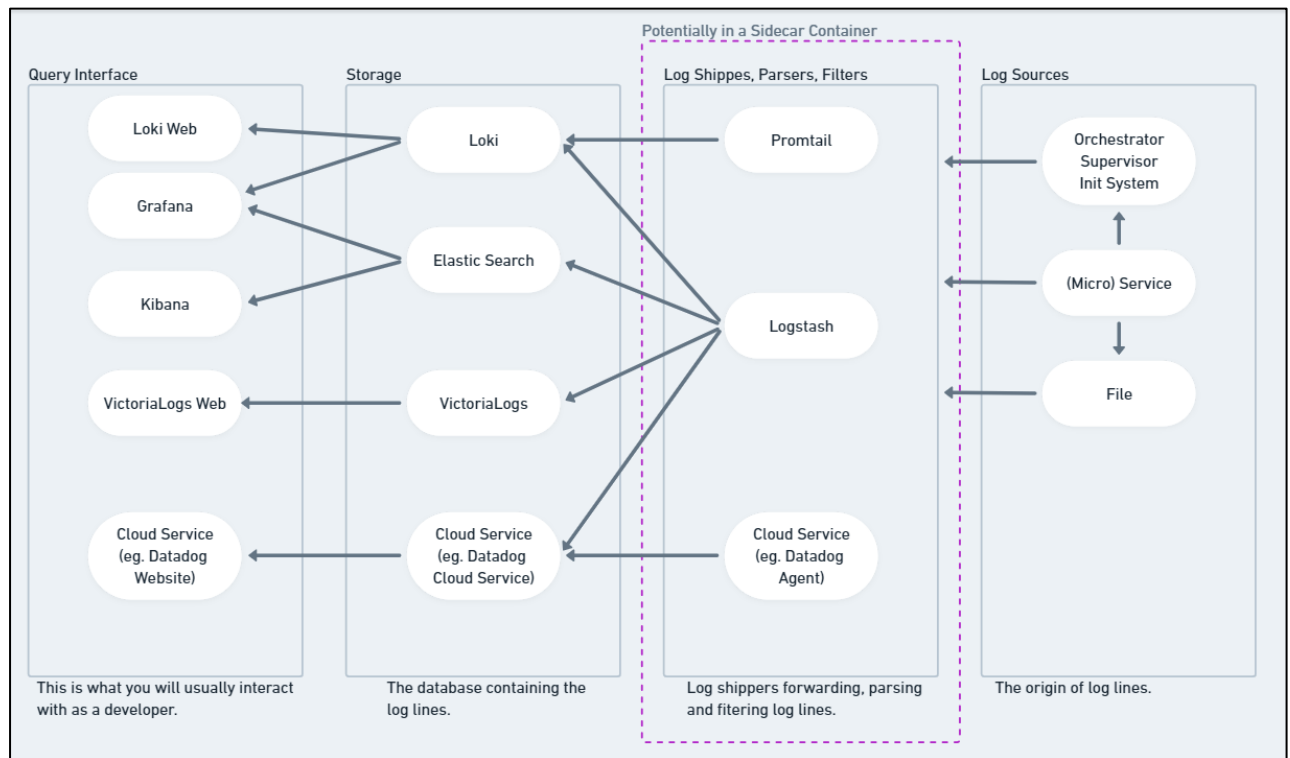 Potentially in a Sidecar Container
Query Interface
Loki Web
Grafana
Kibana
VictoriaLogs Web
Cloud Service
(eg. Datadog
Website)
This is what you will usually interact
with as a developer.
Storage
Loki
Elastic Search
VictoriaLogs
Cloud Service
(eg. Datadog
Cloud Service)
The database containing the
log lines.
Log Shippes, Parsers, Filters
Promtail
Logstash
Cloud Service
(eg. Datadog
Agent)
Log shippers forwarding, parsing
and fitering log lines.
Log Sources
Orchestrator
Supervisor
Init System
(Micro) Service
File
The origin of log lines.